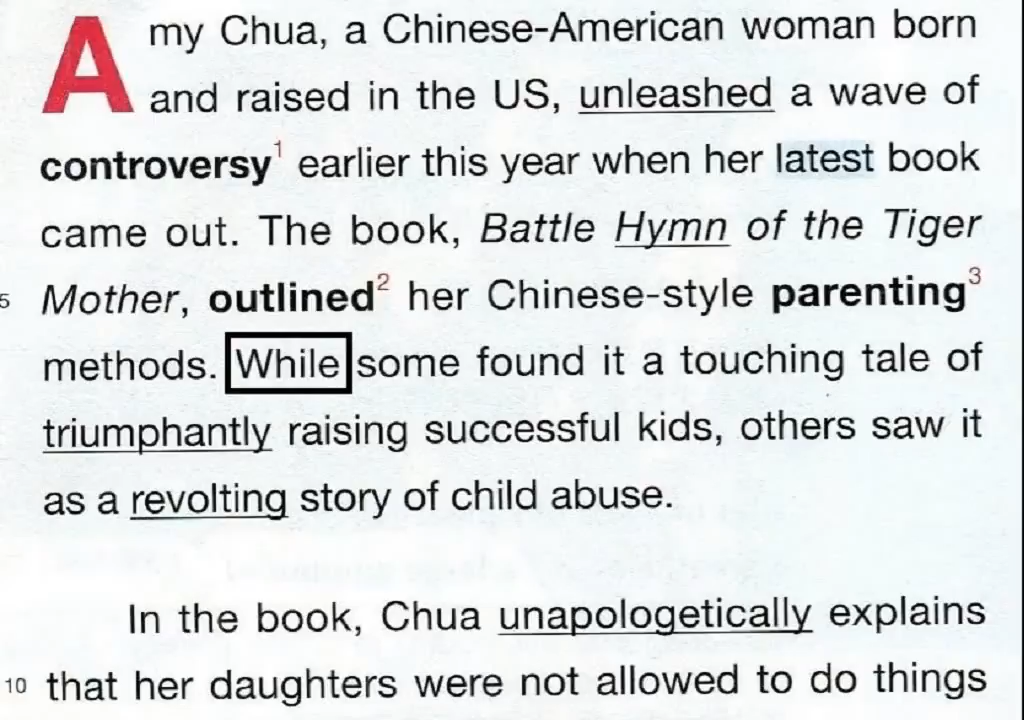 Amy Chua, a Chinese-American woman born
and raised in the US, unleashed a wave of
controversy1 earlier this year when her latest book
came out. The book, Battle Hymn of the Tiger
5 Mother, outlined2 her Chinese-style parenting3
methods. While some found it a touching tale of
triumphantly raising successful kids, others saw it
as a revolting story of child abuse.
In the book, Chua unapologetically explains
10 that her daughters were not allowed to do things